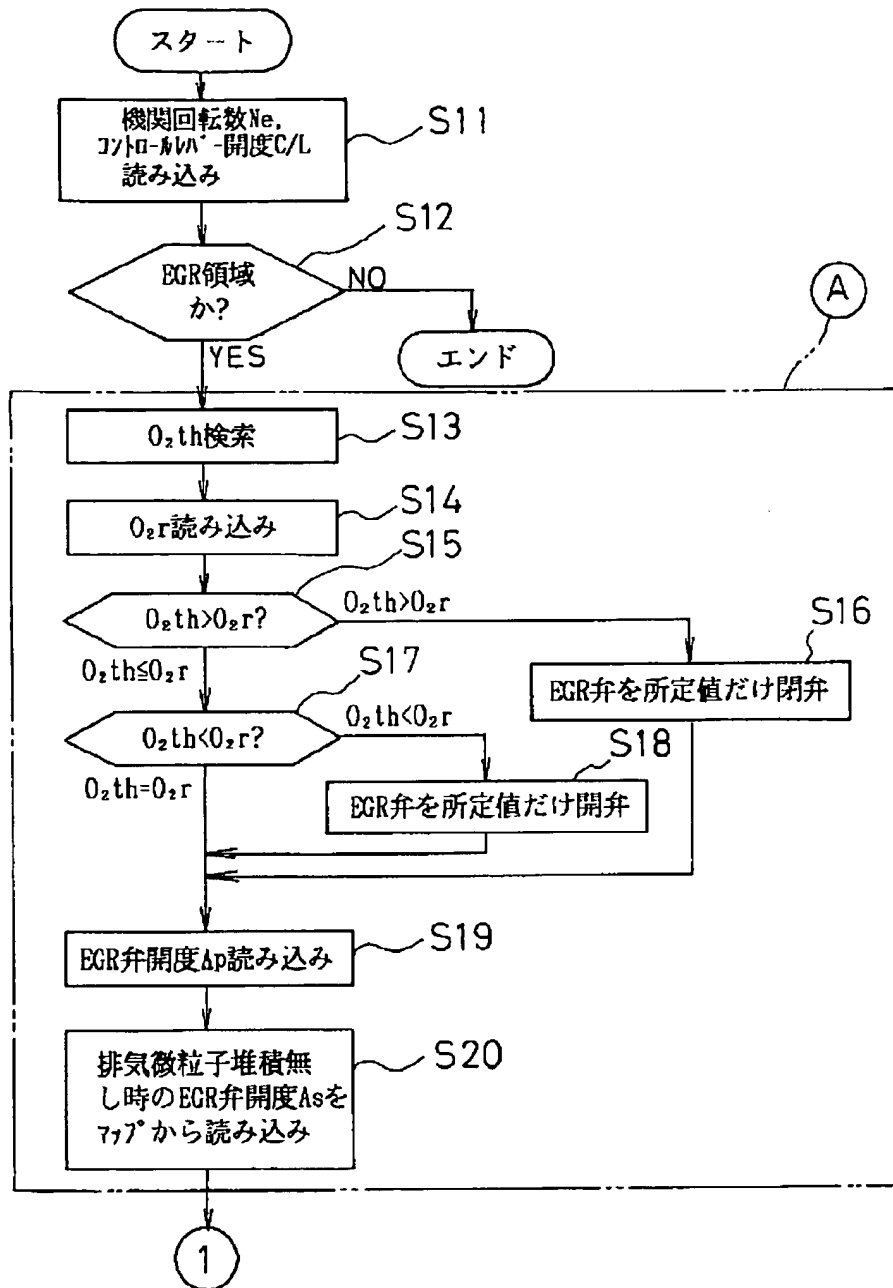 スタート
機関回転数Ne,
コントロールレバー開度C/L
読み込み
S11
S12
EGR領域
か?
NO
A
YES
エンド
O₂th検索
S13
O₂r読み込み
S14
S15
O₂th>O₂r?
O₂th>O₂r
S16
EGR弁を所定値だけ閉弁
O₂th≦O₂r
S17
O₂th<O₂r?
O₂th<O₂r
S18
EGR弁を所定値だけ開弁
O₂th=O₂r
EGR弁開度Ap読み込み
S19
排気微粒子堆積無
し時のEGR弁開度Asを
マップから読み込み
S20
1